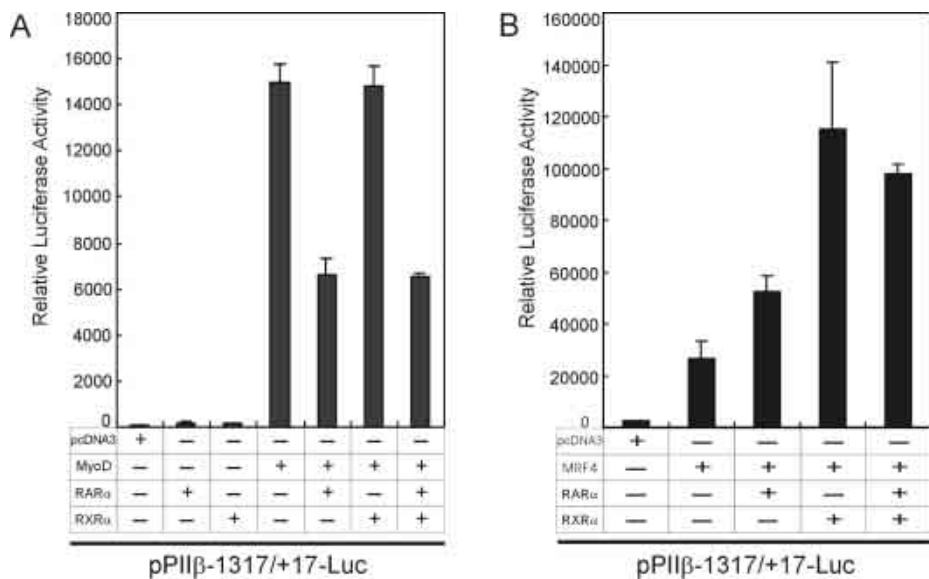 A
Relative Luciferase Activity
18000
16000
14000
12000
10000
8000
6000
4000
2000
0
pcDNA3 + — — — — — —
MyoD — — — + + + +
RARα — + — — + — +
RXRα — — + — — + +
pPIIβ-1317/+17-Luc
B
Relative Luciferase Activity
160000
140000
120000
100000
80000
60000
40000
20000
0
pcDNA3 + — — — —
MRF4 — + + + +
RARα — — + — +
RXRα — — — + +
pPIIβ-1317/+17-Luc